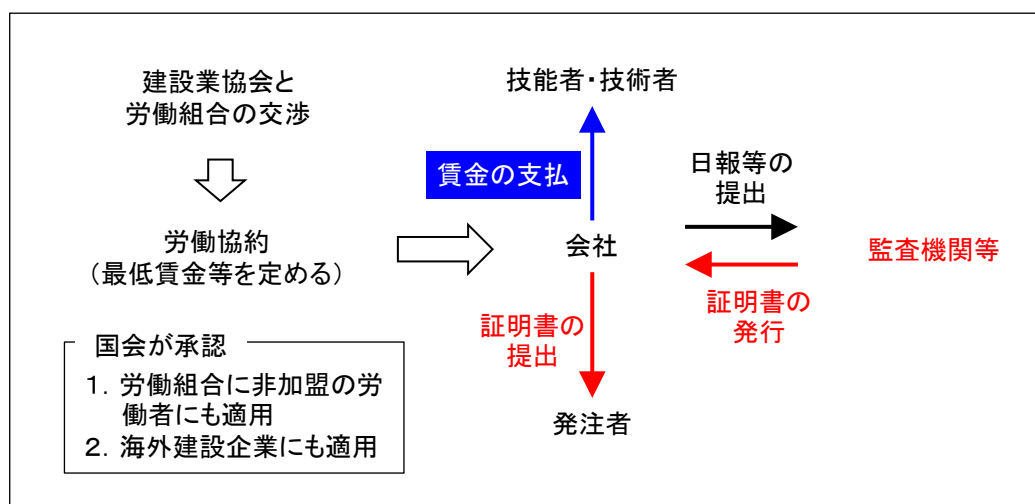 建設業協会と
労働組合の交渉
労働協約
（最低賃金等を定める）
国会が承認
１．労働組合に非加盟の労
働者にも適用
２．海外建設企業にも適用
技能者・技術者
賃金の支払
会社
証明書の
提出
発注者
日報等の
提出
監査機関等
証明書の
発行